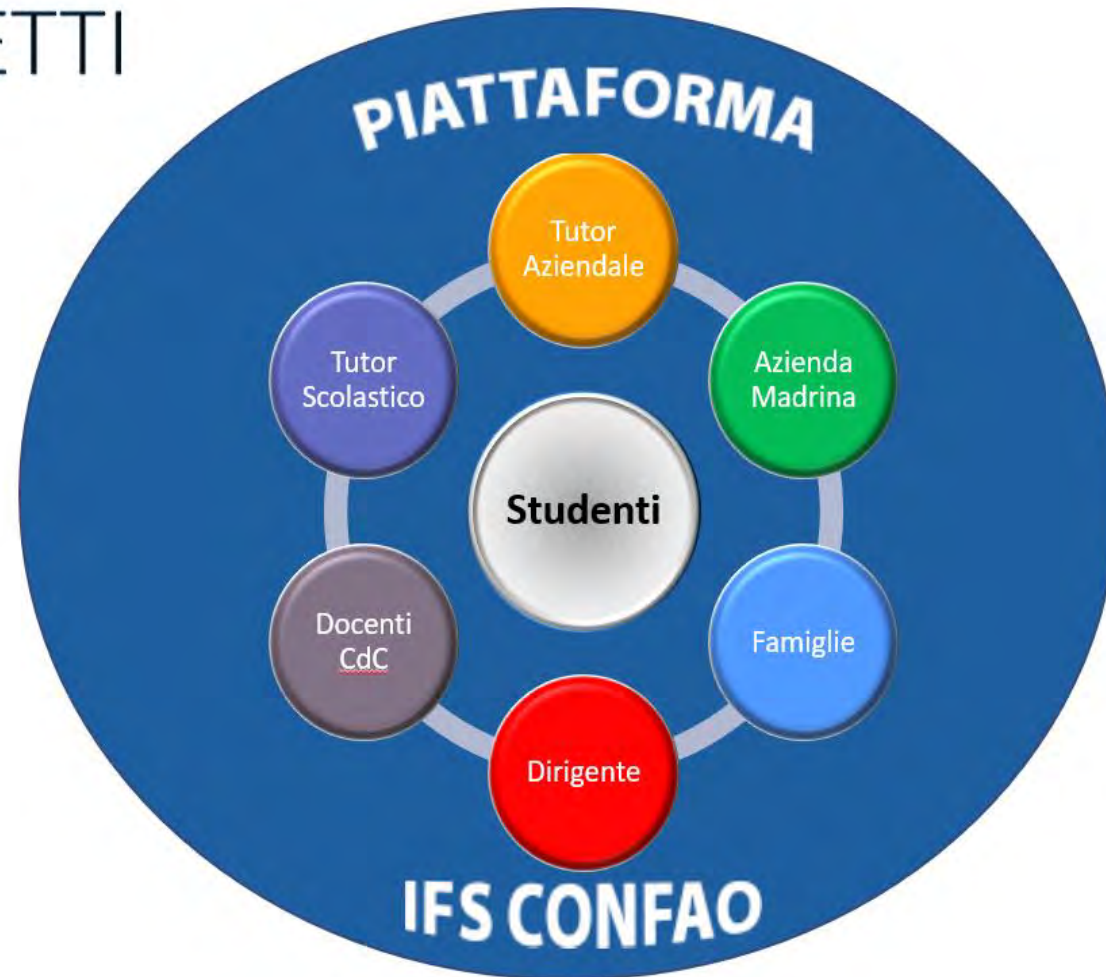 ETTI
PIATTAFORMA
Tutor
Aziendale
Tutor
Scolastico
Azienda
Madrina
Studenti
Docenti
CdC
Famiglie
Dirigente
IFS CONFAO